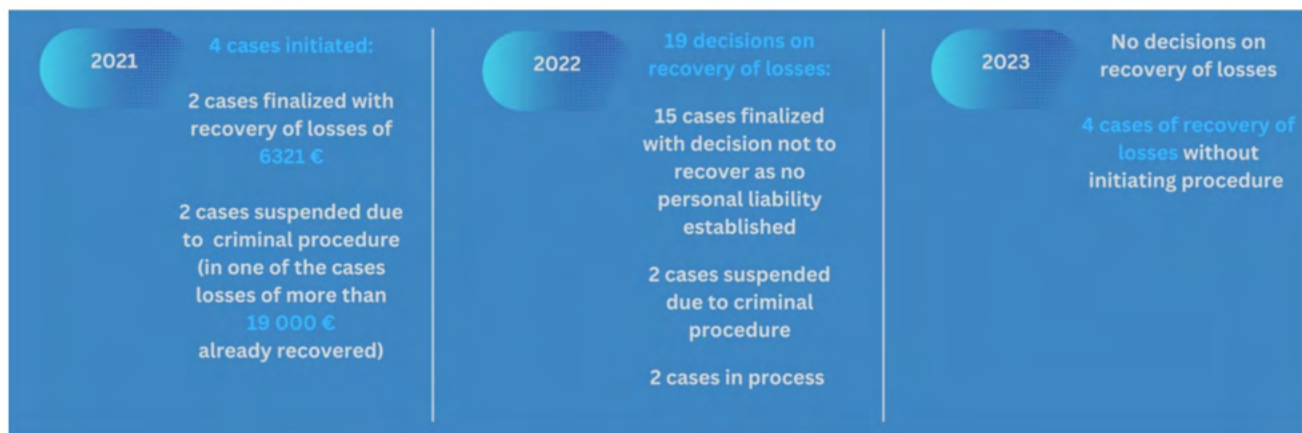 2021
4 cases initiated:
2 cases finalized with
recovery of losses of
6321 €
2 cases suspended due
to criminal procedure
(in one of the cases
losses of more than
19 000 €
already recovered)
2022
19 decisions on
recovery of losses:
15 cases finalized
with decision not to
recover as no
personal liability
established
2 cases suspended
due to criminal
procedure
2 cases in process
2023
No decisions on
recovery of losses
4 cases of recovery of
losses without
initiating procedure